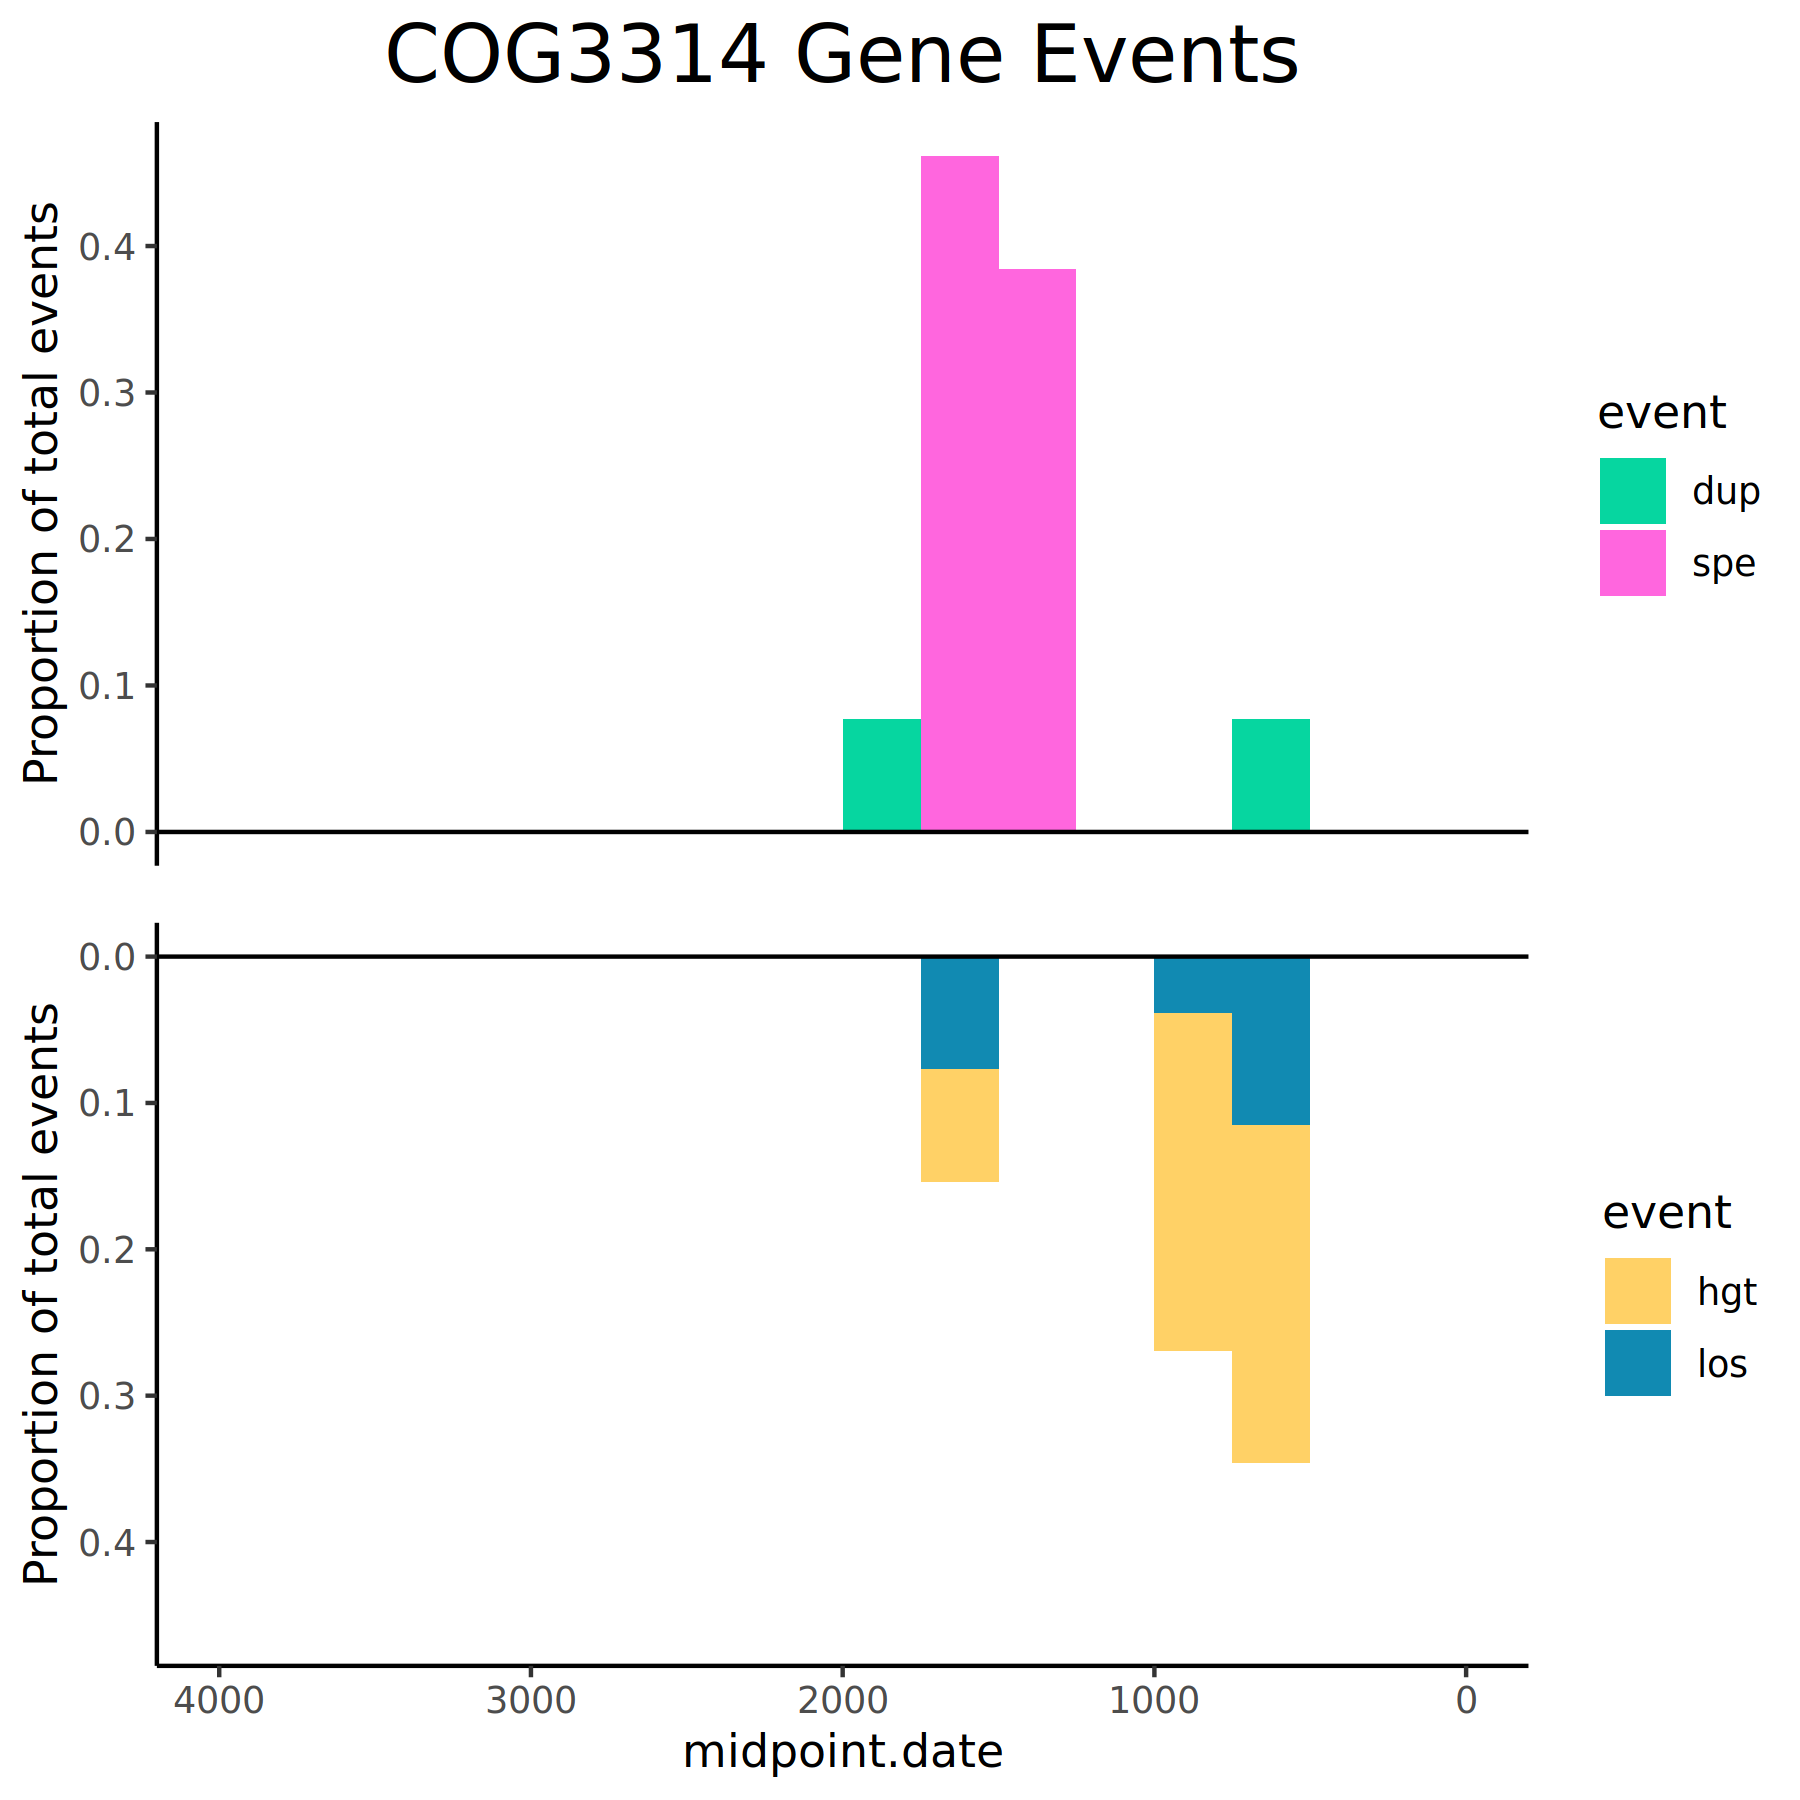 COG3314 Gene Events
Proportion of total events
0.4
0.3
0.2
0.1
0.0
event
dup
spe
Proportion of total events
0.0
0.1
0.2
0.3
0.4
event
hgt
los
4000 3000 2000 1000 0
midpoint.date